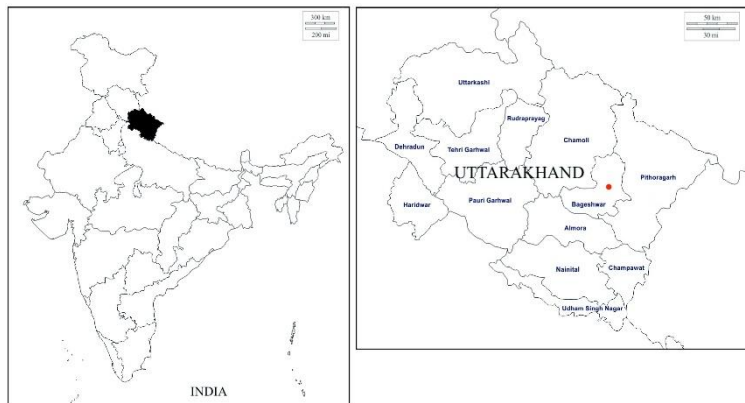 300 km
200 mi
INDIA
50 km
30 mi
Uttarkashi
Rudraprayag
Chamoli
Dehradun
Tehri Garhwal
UTTARAKHAND
Pithoragarh
Haridwar
Pauri Garhwal
Bageshwar
Almora
Nainital
Champawat
Udham Singh Nagar